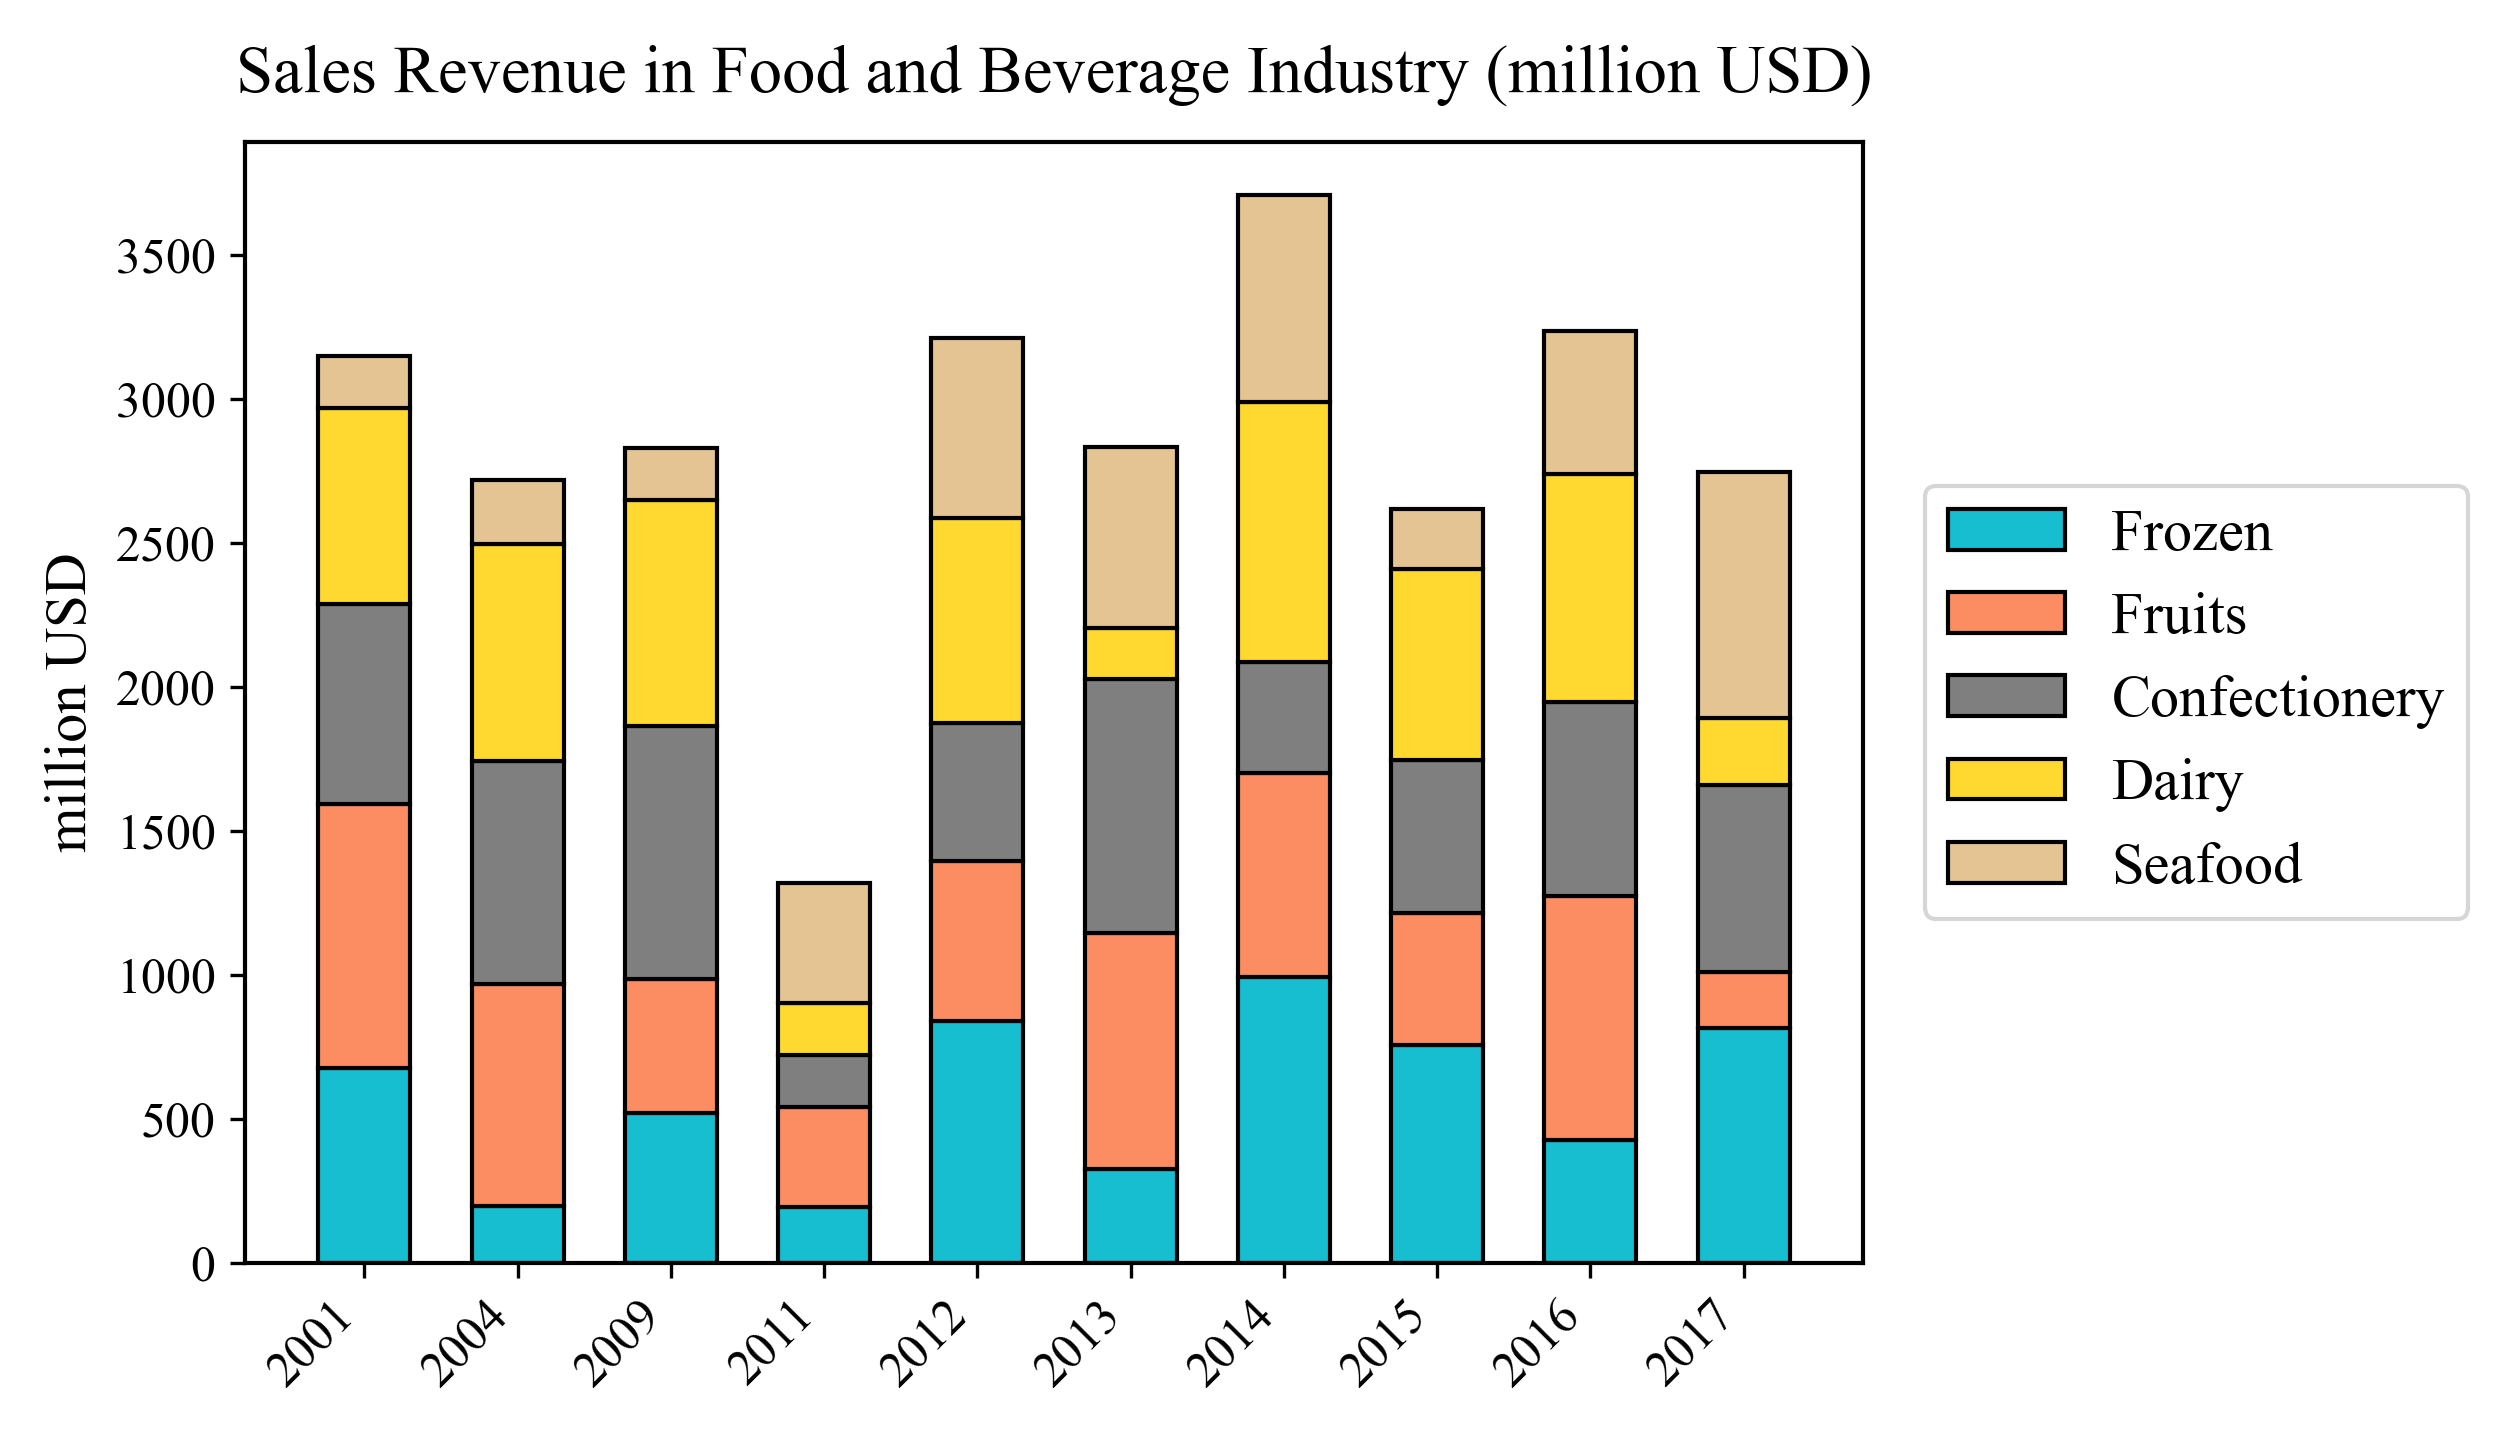 Sales Revenue in Food and Beverage Industry (million USD)
million USD
3500
3000
2500
2000
1500
1000
500
0
2001
2004
2009
2011
2012
2013
2014
2015
2016
2017
Frozen
Fruits
Confectionery
Dairy
Seafood